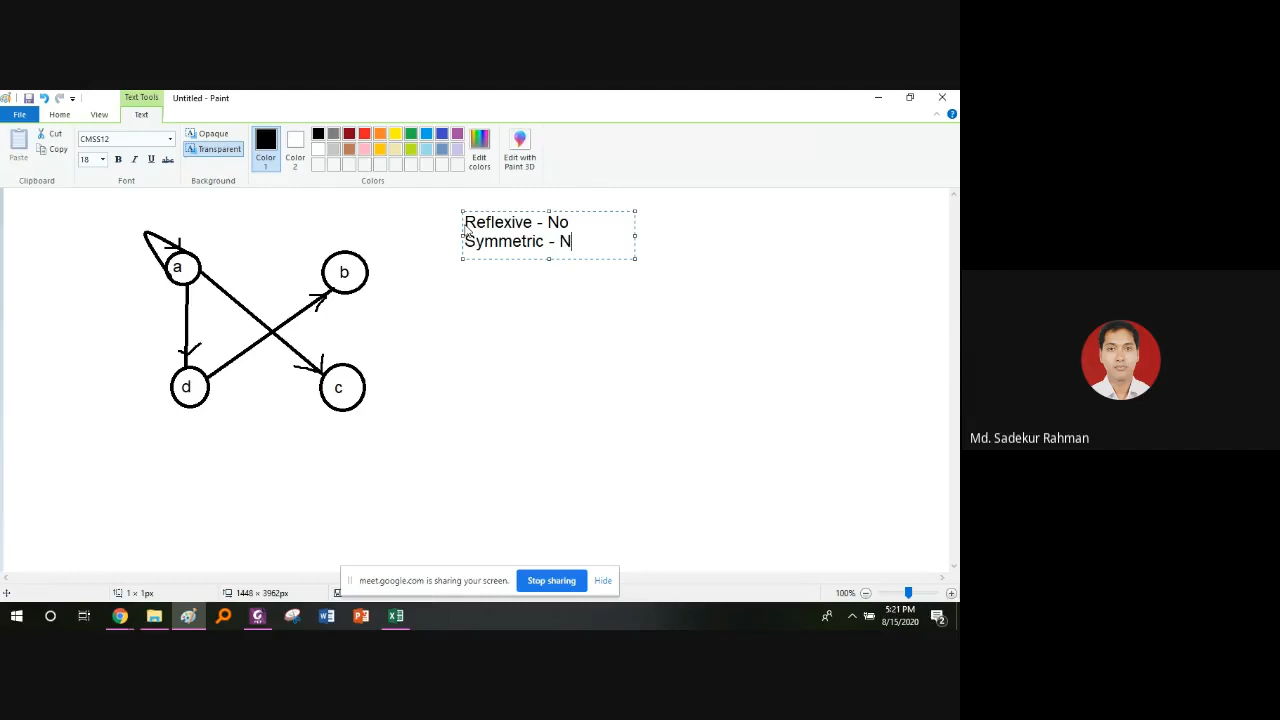 Text Tools
Untitled - Paint
File
Home
View
Text
Paste
Cut
Copy
Clipboard
CMSS12
18
B
I
U
abc
Font
Opaque
Transparent
Background
Color
1
Color
2
Colors
Edit
colors
Edit with
Paint 3D
Reflexive - No
Symmetric - N
a
b
d
c
Md. Sadekur Rahman
meet.google.com is sharing your screen.
Stop sharing
Hide
1 × 1px
1448 × 3962px
100%
5:21 PM
8/15/2020
2